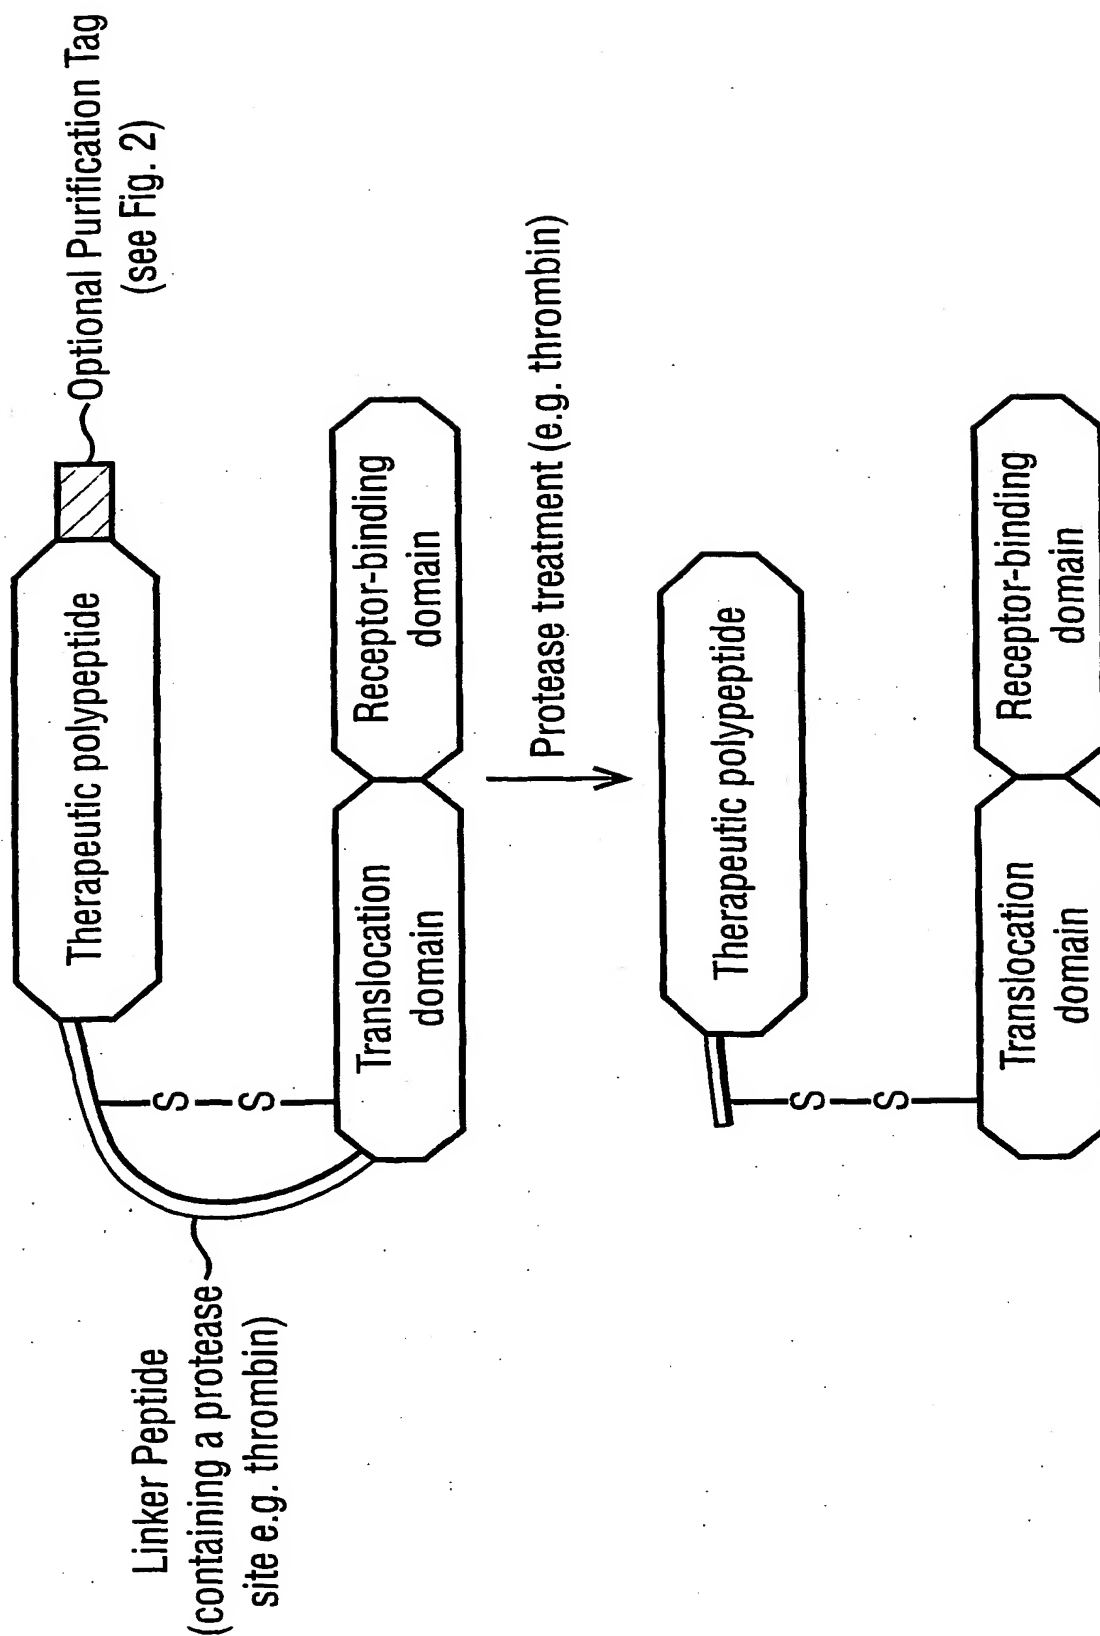 Optional Purification Tag
(see Fig. 2)
Therapeutic polypeptide
Linker Peptide
(containing a protease
site e.g. thrombin)
S
S
Translocation
domain
Receptor-binding
domain
Protease treatment (e.g. thrombin)
Therapeutic polypeptide
S
S
Translocation
domain
Receptor-binding
domain